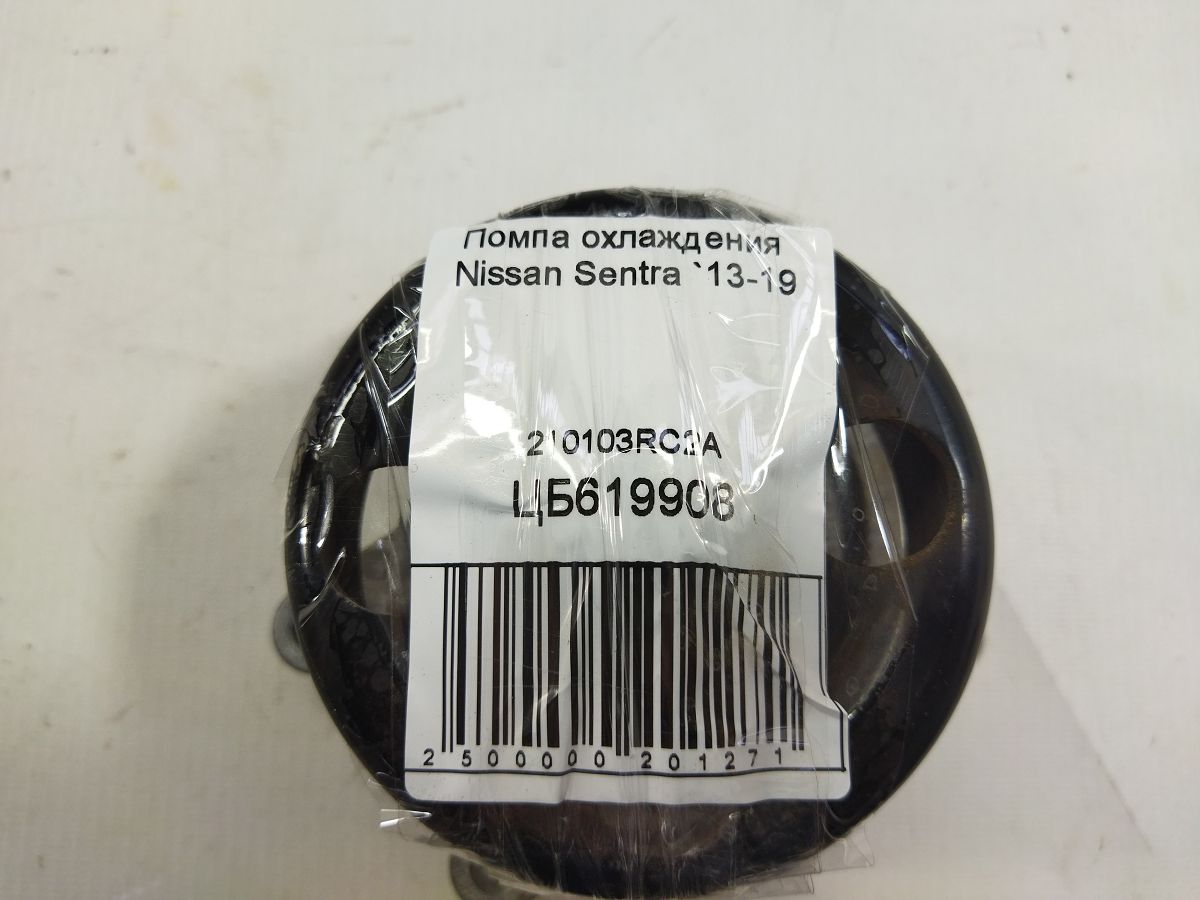 Помпа охлаждения
Nissan Sentra `13-19
210103RC2A
ЦБ619908
2 500000 201271